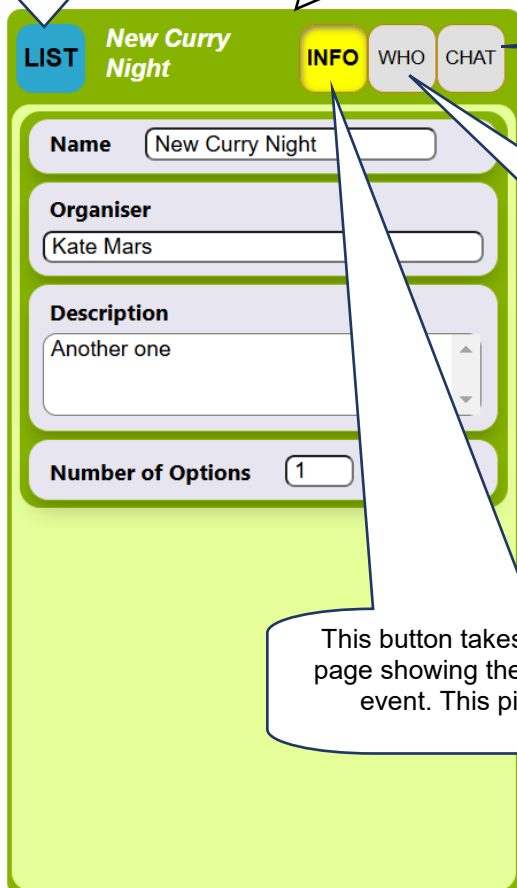 LIST
New Curry
Night
INFO
WHO
CHAT
Name
New Curry Night
Organiser
Kate Mars
Description
Another one
Number of Options
1
This button takes
page showing the
event. This pi